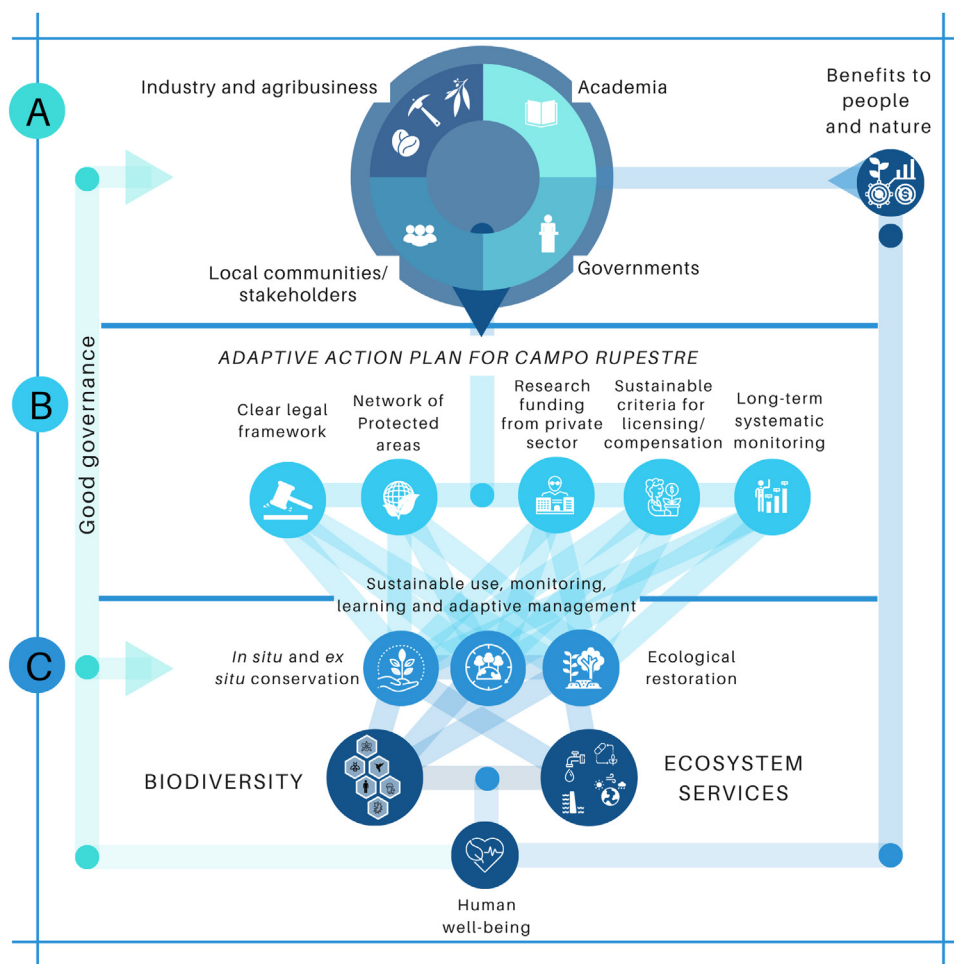 A
Industry and agribusiness
Academia
Benefits to
people
and nature
Local communities/
stakeholders
Governments
Good governance
B
ADAPTIVE ACTION PLAN FOR CAMPO RUPESTRE
Clear legal
framework
Network of
Protected
areas
Research
funding
from private
sector
Sustainable
criteria for
licensing/
compensation
Long-term
systematic
monitoring
Sustainable use, monitoring,
learning and adaptive management
C
In situ and ex
situ conservation
Ecological
restoration
BIODIVERSITY
ECOSYSTEM
SERVICES
Human
well-being